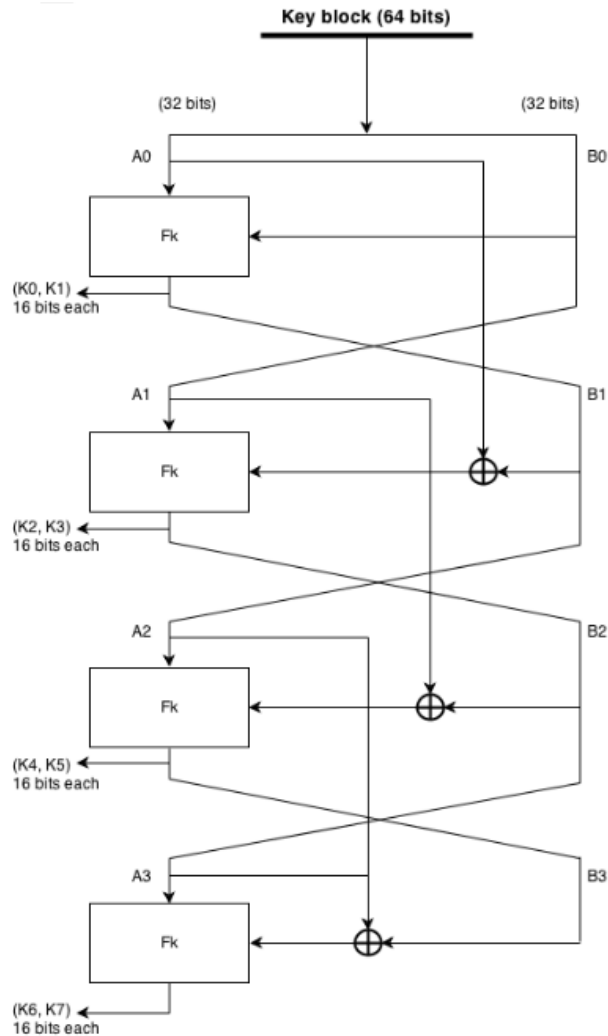 Key block (64 bits)
(32 bits) (32 bits)
A0 B0
Fk
(K0, K1)
16 bits each
A1 B1
Fk
(K2, K3)
16 bits each
A2 B2
Fk
(K4, K5)
16 bits each
A3 B3
Fk
(K6, K7)
16 bits each